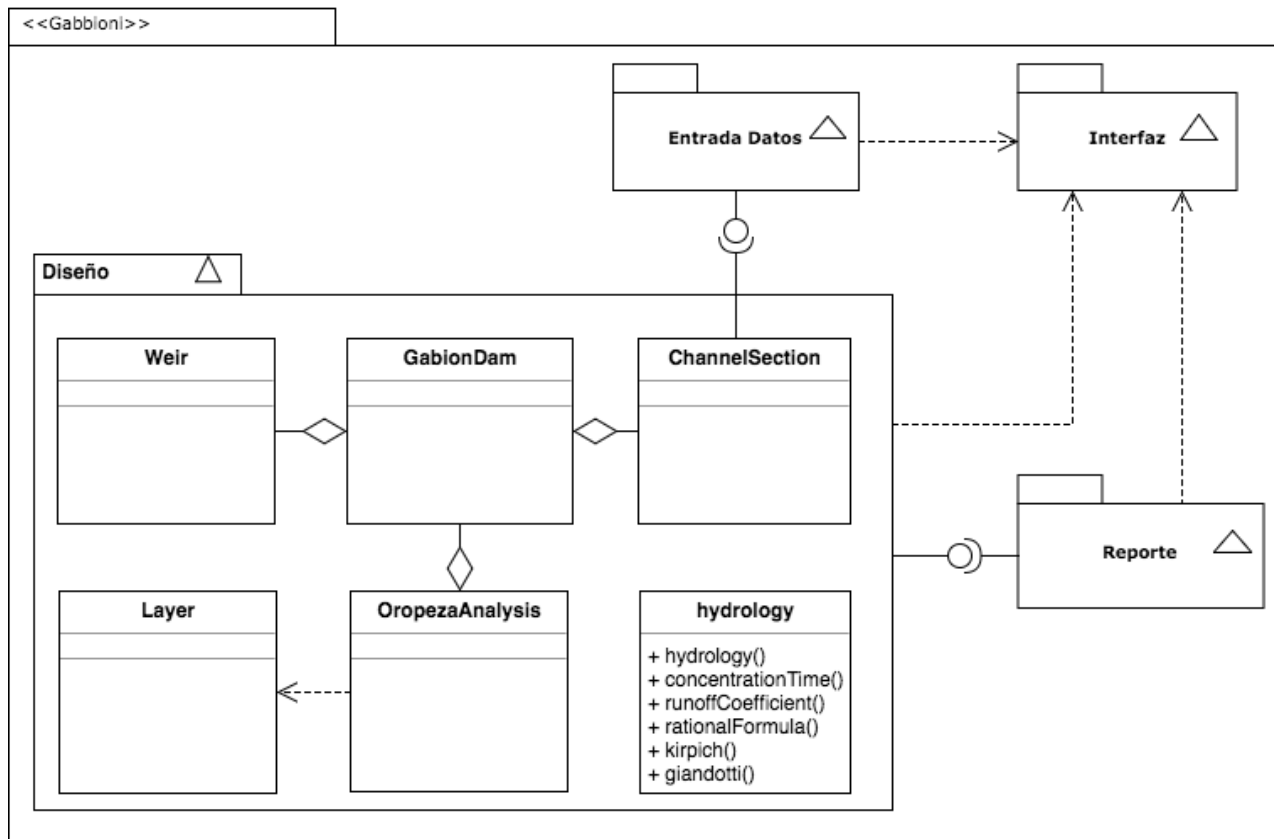 <<Gabbioni>>
Entrada Datos
Interfaz
Diseño
Weir
GabionDam
ChannelSection
Reporte
Layer
OropezaAnalysis
hydrology
+ hydrology()
+ concentrationTime()
+ runoffCoefficient()
+ rationalFormula()
+ kirpich()
+ giandotti()